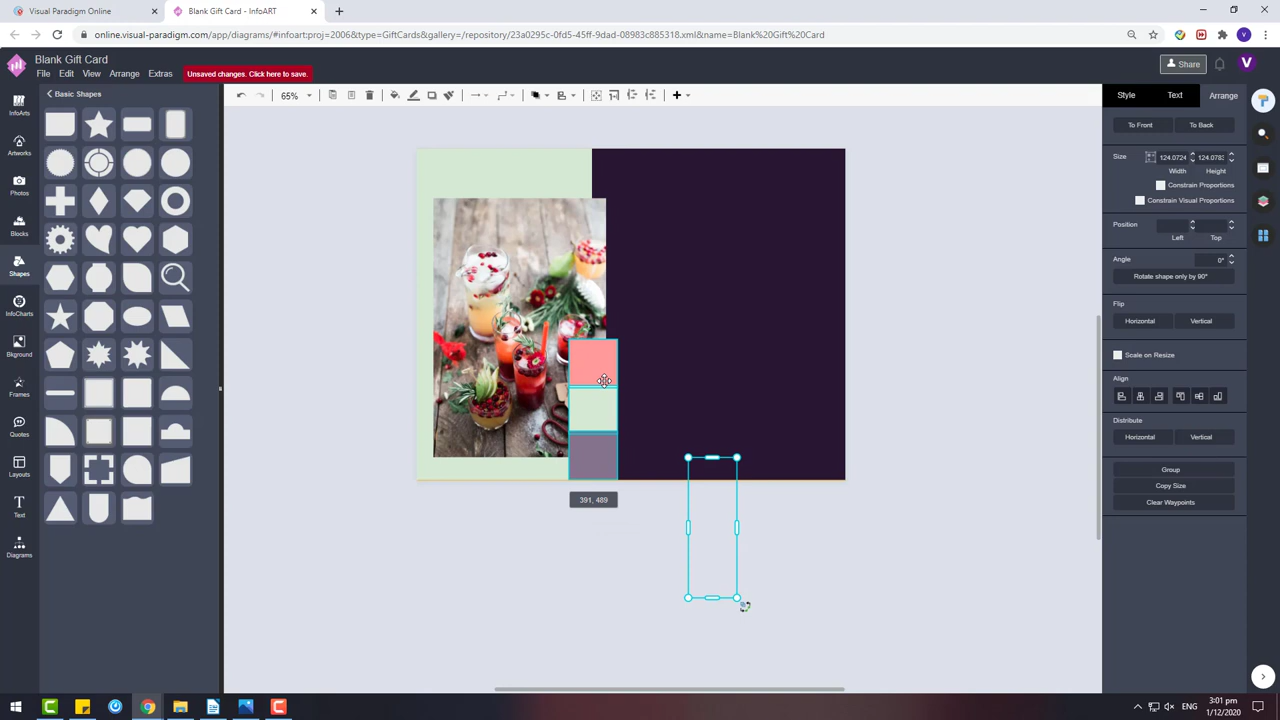 Visual Paradigm Online
Blank Gift Card - InfoART
online.visual-paradigm.com/app/diagrams/#infoart:proj=2006&type=GiftCards&gallery=/repository/23a0295c-0fd5-45ff-9dad-08983c885318.xml&name=Blank%20Gift%20Card
Blank Gift Card
File Edit View Arrange Extras
Unsaved changes. Click here to save.
Share
V
65%
Basic Shapes
InfoArts
Artworks
Photos
Blocks
Shapes
InfoCharts
Bkground
Frames
Quotes
Layouts
Text
Diagrams
391, 489
Style Text Arrange
To Front To Back
Size 124.0724 124.0783
Width Height
Constrain Proportions
Constrain Visual Proportions
Position
Left Top
Angle 0°
Rotate shape only by 90°
Flip
Horizontal Vertical
Scale on Resize
Align
Distribute
Horizontal Vertical
Group
Copy Size
Clear Waypoints
ENG
3:01 pm
1/12/2020